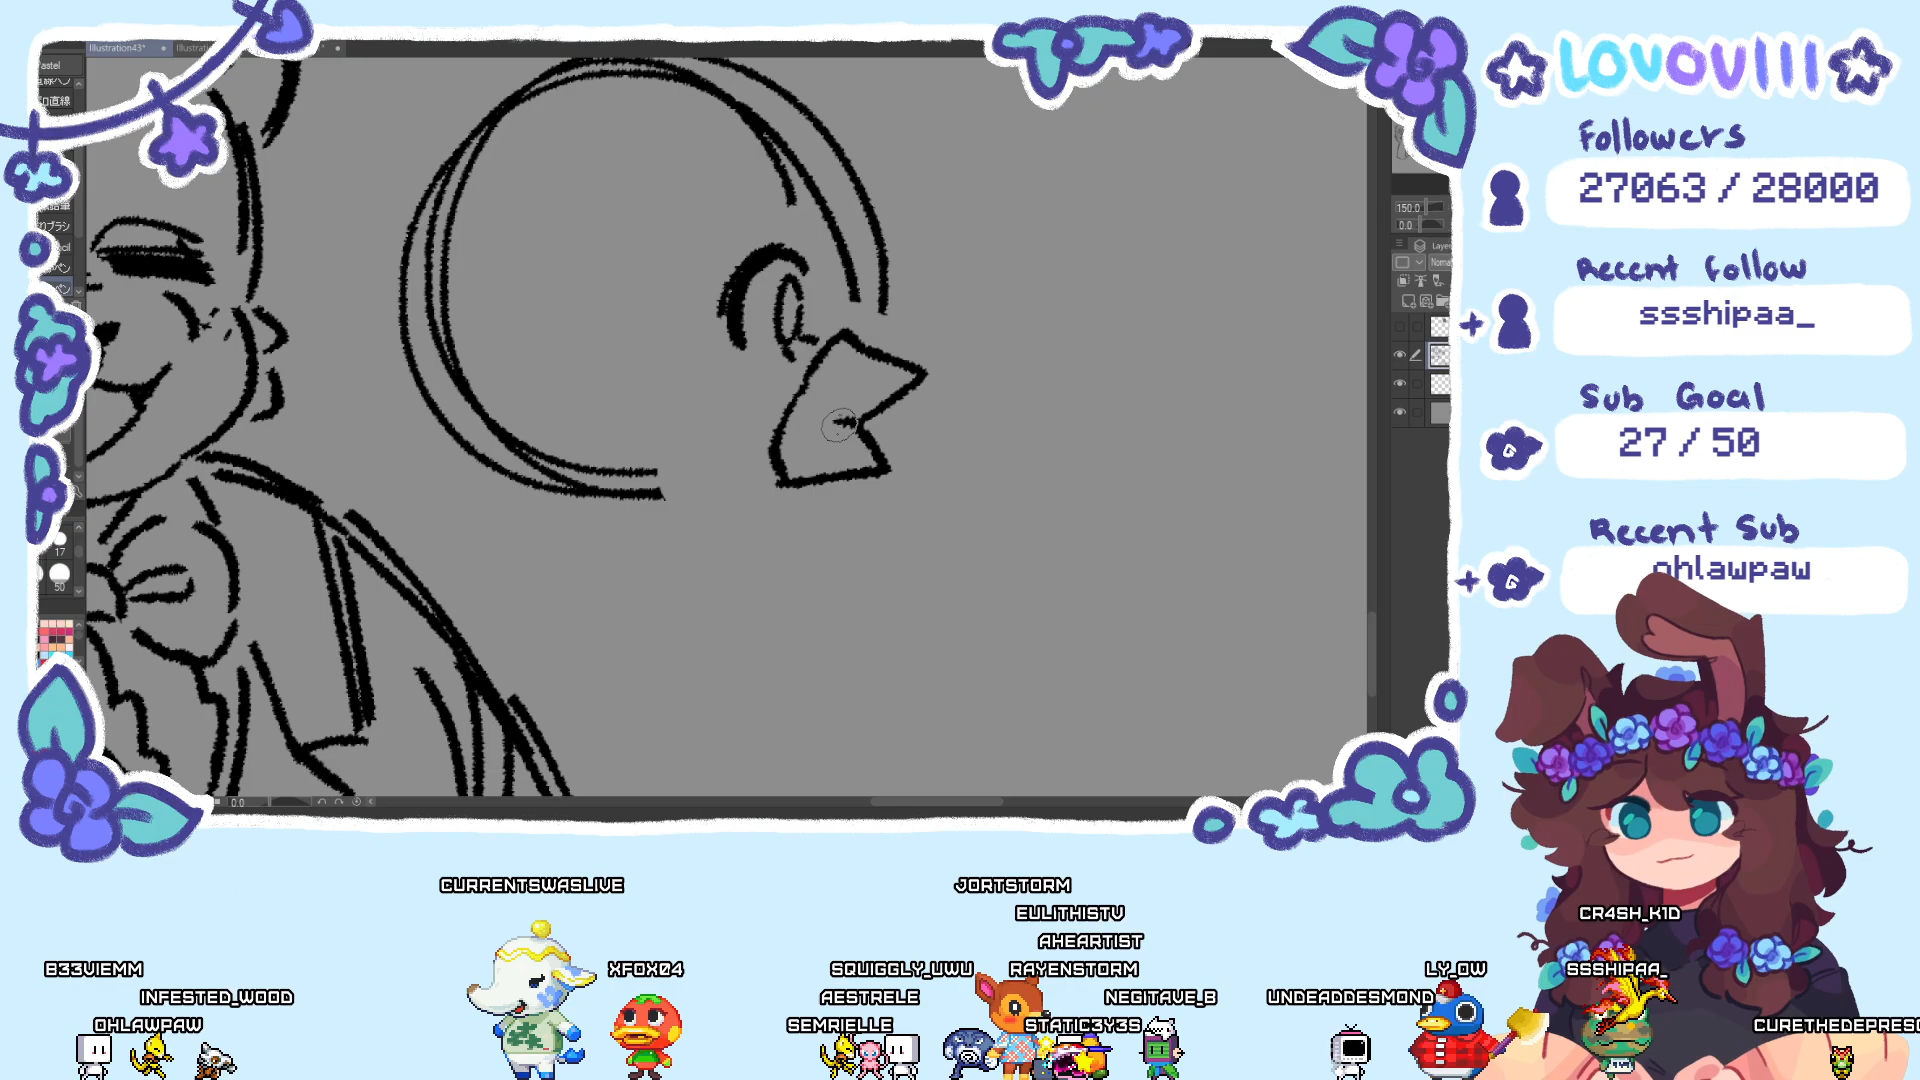 Illustration43*
LOVOVIII
Followers
27063 / 28000
Recent follow
ssshipaa_
Sub Goal
27 / 50
Recent Sub
ohlawpaw
150.0
0.0
17
50
0.0
CURRENTSWASLIVE
JORTSTORM
EULITHISTV
CR4SH_K1D
AHEARTIST
B33VIEMM
XFOX04
SQUIGGLY_UWU
RAYENSTORM
LY_OW
SSSHIPAA_
INFESTED_WOOD
AESTRELE
NEGITAVE_B
UNDEADDESMOND
OHLAWPAW
SEMRIELLE
STATIC3Y3S